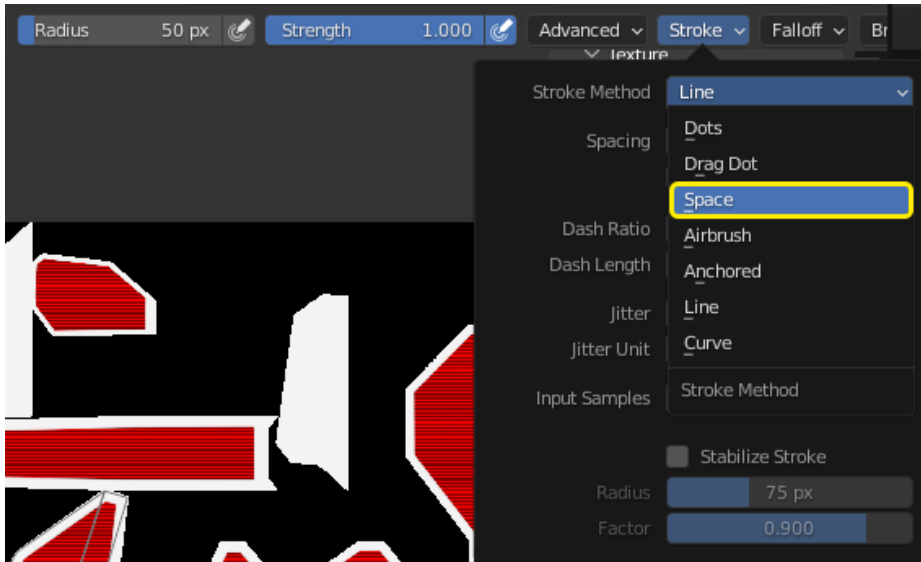 Radius 50 px Strength 1.000 Advanced Stroke Falloff Br
Texture
Stroke Method Line
Dots
Spacing
Drag Dot
Space
Dash Ratio
Airbrush
Dash Length
Anchored
Jitter
Line
Jitter Unit
Curve
Input Samples
Stroke Method
Stabilize Stroke
Radius 75 px
Factor 0.900